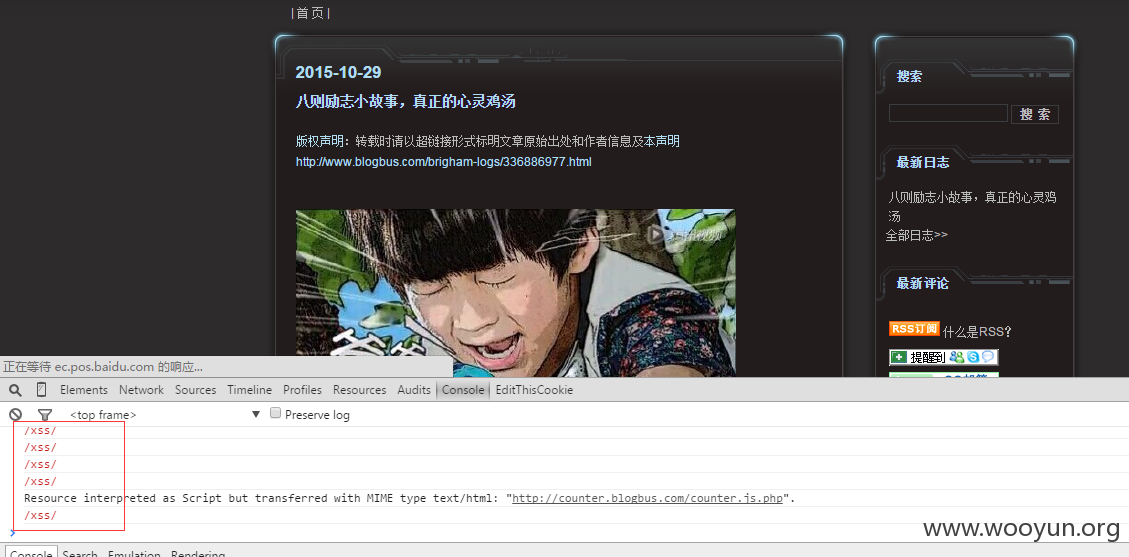 |首 页|
2015-10-29
八则励志小故事，真正的心灵鸡汤
版权声明：转载时请以超链接形式标明文章原始出处和作者信息及本声明
http://www.blogbus.com/brigham-logs/336886977.html
搜索
搜 索
最新日志
八则励志小故事，真正的心灵鸡
汤
全部日志>>
最新评论
RSS订阅 什么是RSS?
提醒到
正在等待 ec.pos.baidu.com 的响应...
Elements Network Sources Timeline Profiles Resources Audits Console EditThisCookie
<top frame> Preserve log
/xss/
/xss/
/xss/
/xss/
Resource interpreted as Script but transferred with MIME type text/html: "http://counter.blogbus.com/counter.js.php".
/xss/
www.wooyun.org
Console Search Emulation Rendering